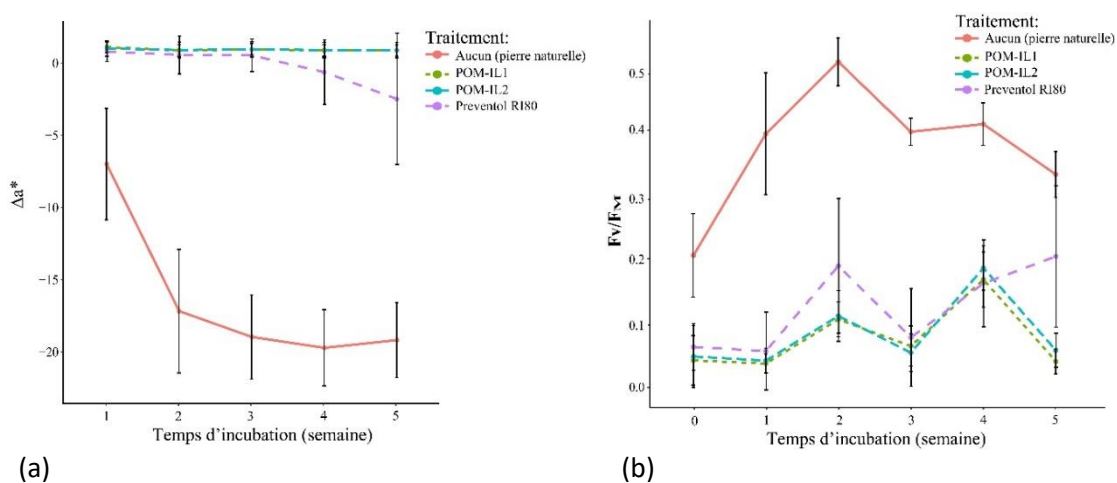 Traitement:
Aucun (pierre naturelle)
POM-IL1
POM-IL2
Preventol RI80
0
−5
−10
−15
−20
Δa*
1 2 3 4 5
Temps d’incubation (semaine)
(a)
Traitement:
Aucun (pierre naturelle)
POM-IL1
POM-IL2
Preventol RI80
0.5
0.4
0.3
0.2
0.1
0.0
Fv/FM
0 1 2 3 4 5
Temps d’incubation (semaine)
(b)